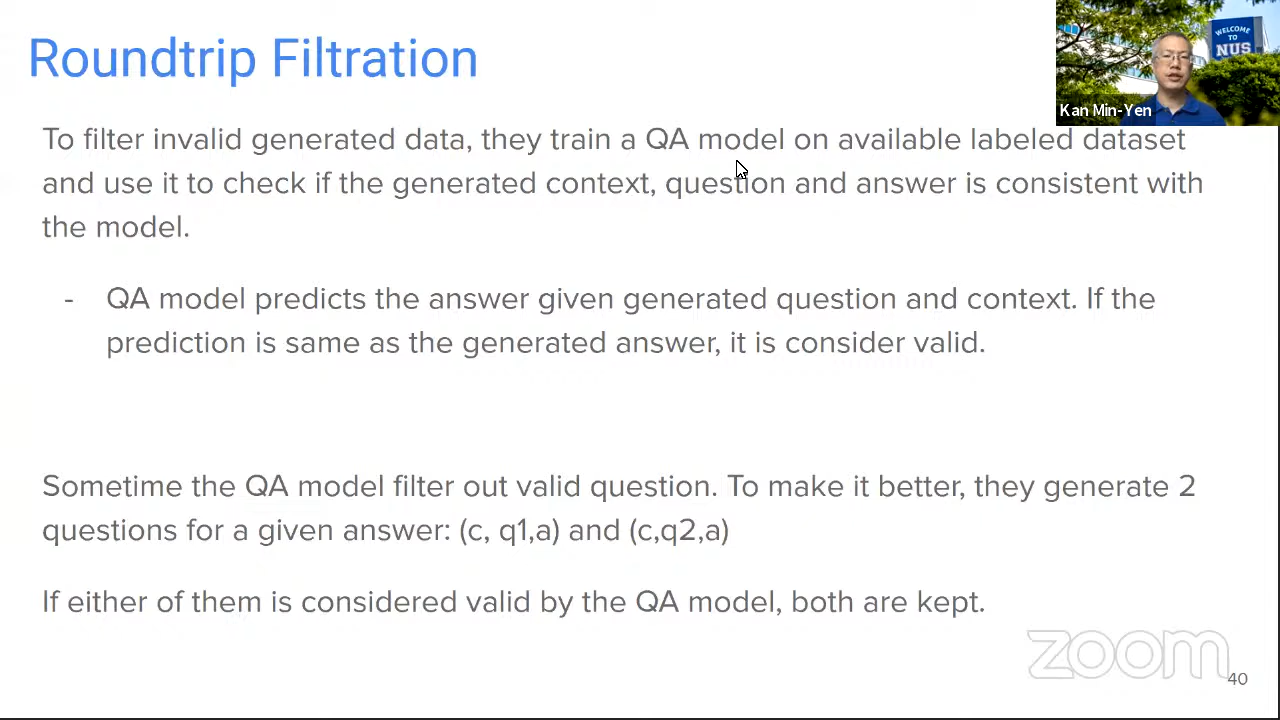 Roundtrip Filtration
WELCOME
TO
NUS
Kan Min-Yen
To filter invalid generated data, they train a QA model on available labeled dataset
and use it to check if the generated context, question and answer is consistent with
the model.
- QA model predicts the answer given generated question and context. If the
prediction is same as the generated answer, it is consider valid.
Sometime the QA model filter out valid question. To make it better, they generate 2
questions for a given answer: (c, q1,a) and (c,q2,a)
If either of them is considered valid by the QA model, both are kept.
zoom
40